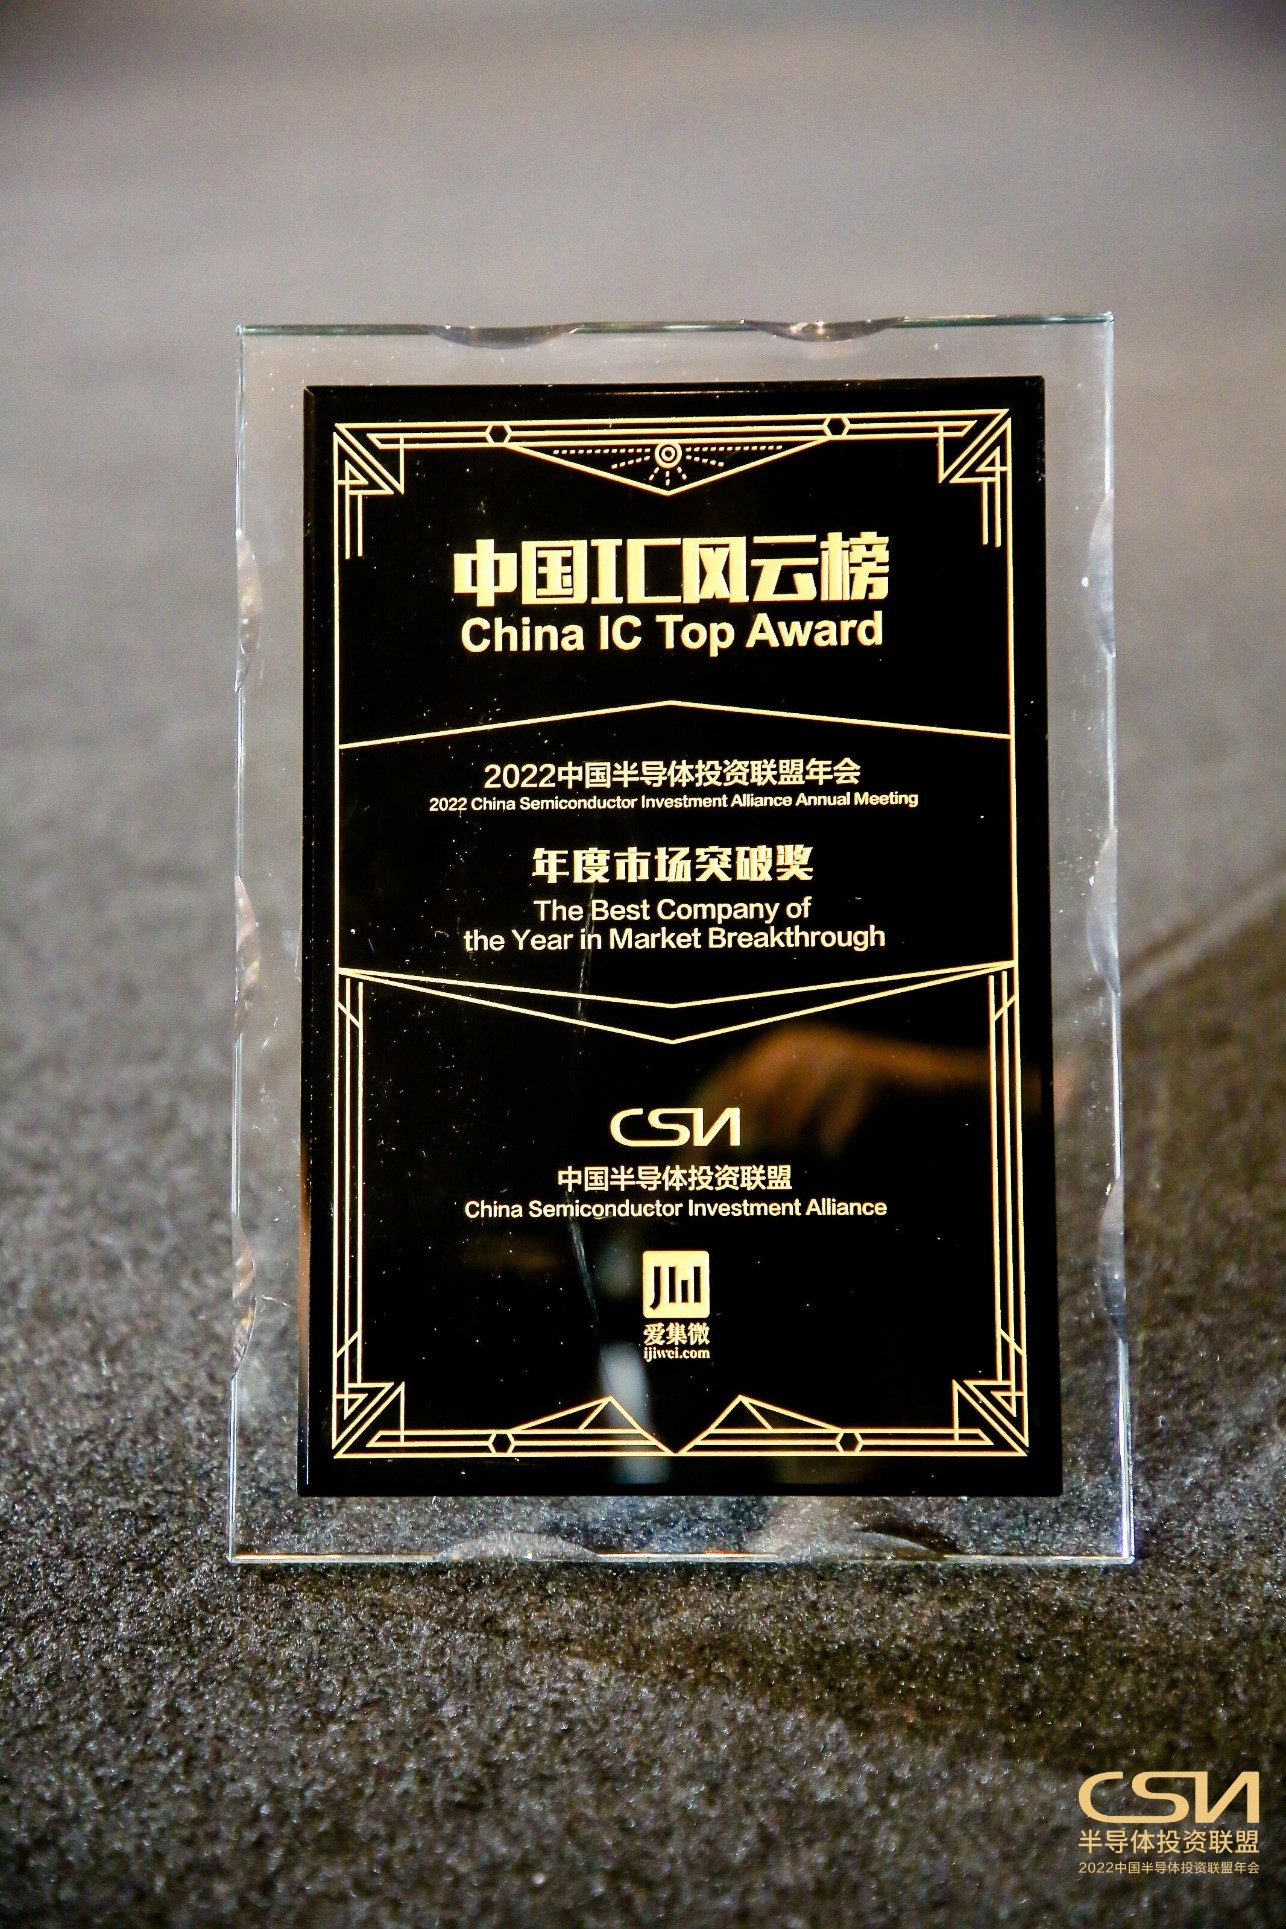 中国IC风云榜
China IC Top Award
2022中国半导体投资联盟年会
2022 China Semiconductor Investment Alliance Annual Meeting
年度市场突破奖
The Best Company of
the Year in Market Breakthrough
CSIA
中国半导体投资联盟
China Semiconductor Investment Alliance
JW
爱集微
ijiwei.com
CSIA
半导体投资联盟
2022中国半导体投资联盟年会